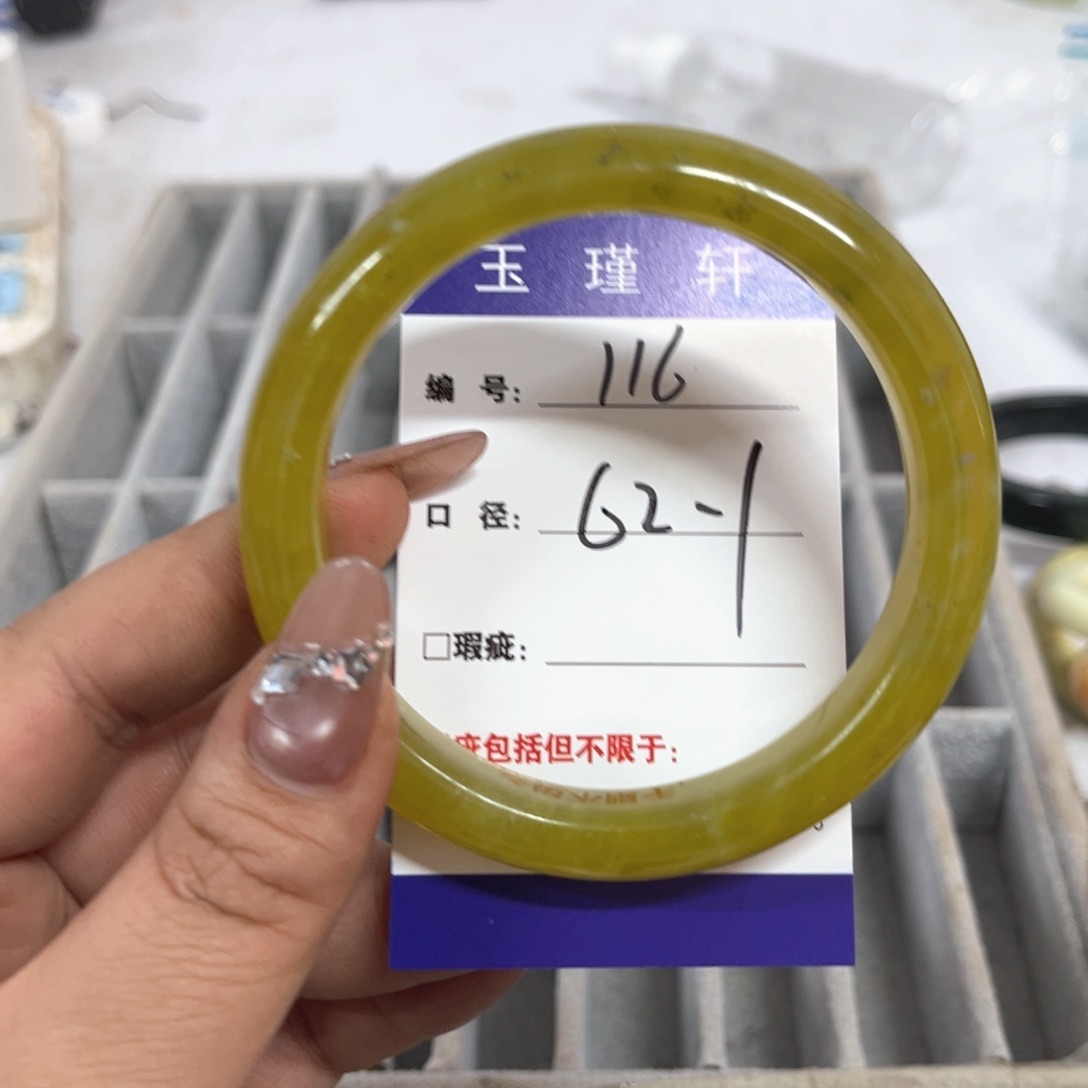 玉瑾轩
编号：116
口径：62-1
□瑕疵：
疵包括但不限于：